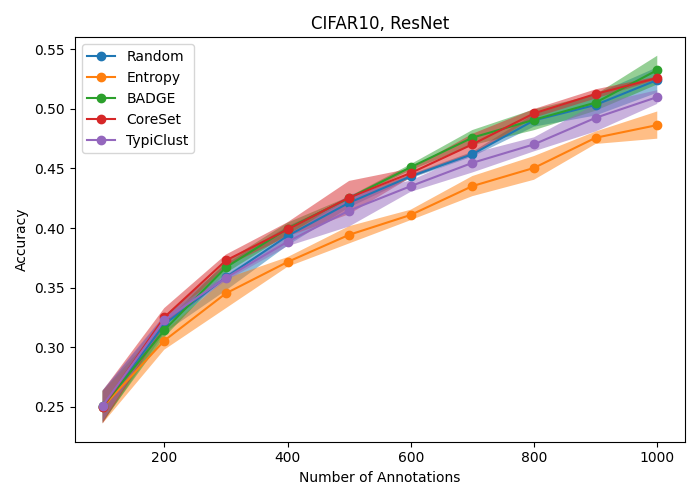 CIFAR10, ResNet
Random
Entropy
BADGE
CoreSet
TypiClust
Accuracy
0.55
0.50
0.45
0.40
0.35
0.30
0.25
200
400
600
800
1000
Number of Annotations